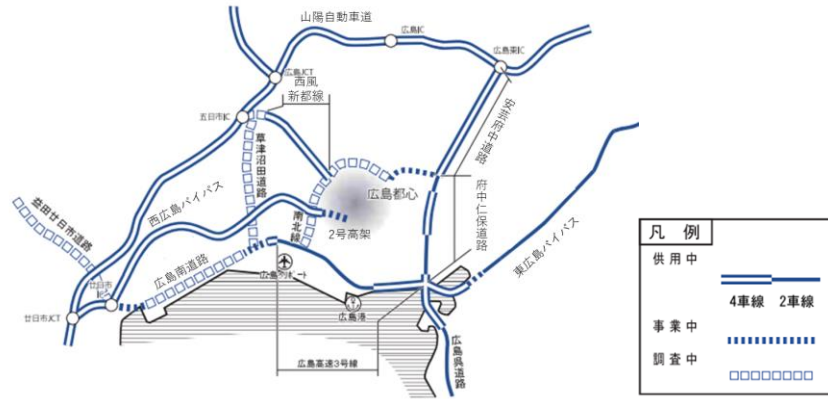 山陽自動車道
広島IC
広島東IC
広島JCT
西風
新都線
五日市IC
安芸府中道路
草津沼田道路
広島都心
西広島バイパス
南北線
2号高架
府中仁保道路
益田廿日市道路
東広島バイパス
広島南道路
廿日市
廿日市JCT
広島港
広島高速3号線
広島呉道路
凡例
供用中
4車線 2車線
事業中
調査中